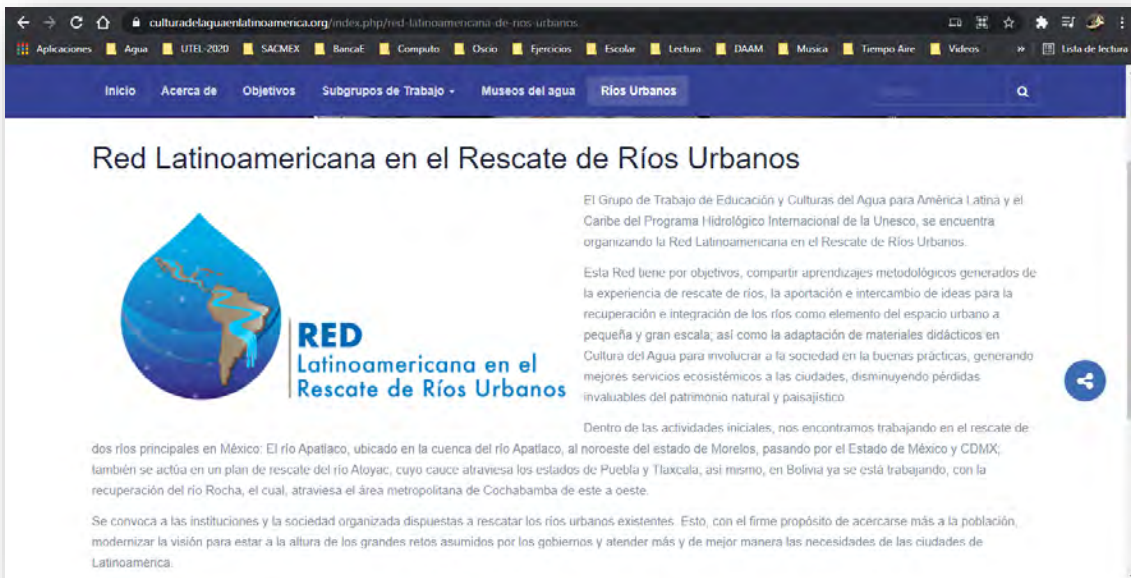 culturadelaguaenlatinoamerica.org/index.php/red-latinoamericana-de-rios-urbanos
Aplicaciones Agua UTEL-2020 SACMEX BancaE Computo Oscio Ejercicios Escolar Lectura DAAM Musica Tiempo Aire Videos » Lista de lectura
Inicio Acerca de Objetivos Subgrupos de Trabajo Museos del agua Ríos Urbanos
Red Latinoamericana en el Rescate de Ríos Urbanos
RED
Latinoamericana en el
Rescate de Ríos Urbanos
El Grupo de Trabajo de Educación y Culturas del Agua para América Latina y el
Caribe del Programa Hidrológico Internacional de la Unesco, se encuentra
organizando la Red Latinoamericana en el Rescate de Ríos Urbanos.
Esta Red tiene por objetivos, compartir aprendizajes metodológicos generados de
la experiencia de rescate de ríos, la aportación e intercambio de ideas para la
recuperación e integración de los ríos como elemento del espacio urbano a
pequeña y gran escala; así como la adaptación de materiales didácticos en
Cultura del Agua para involucrar a la sociedad en la buenas prácticas, generando
mejores servicios ecosistémicos a las ciudades, disminuyendo pérdidas
invaluables del patrimonio natural y paisajístico
Dentro de las actividades iniciales, nos encontramos trabajando en el rescate de
dos ríos principales en México: El río Apatlaco, ubicado en la cuenca del río Apatlaco, al noroeste del estado de Morelos, pasando por el Estado de México y CDMX;
también se actúa en un plan de rescate del río Atoyac, cuyo cauce atraviesa los estados de Puebla y Tlaxcala, así mismo, en Bolivia ya se está trabajando, con la
recuperación del río Rocha, el cual, atraviesa el área metropolitana de Cochabamba de este a oeste.
Se convoca a las instituciones y la sociedad organizada dispuestas a rescatar los ríos urbanos existentes. Esto, con el firme propósito de acercarse más a la población,
modernizar la visión para estar a la altura de los grandes retos asumidos por los gobiernos y atender más y de mejor manera las necesidades de las ciudades de
Latinoamerica.